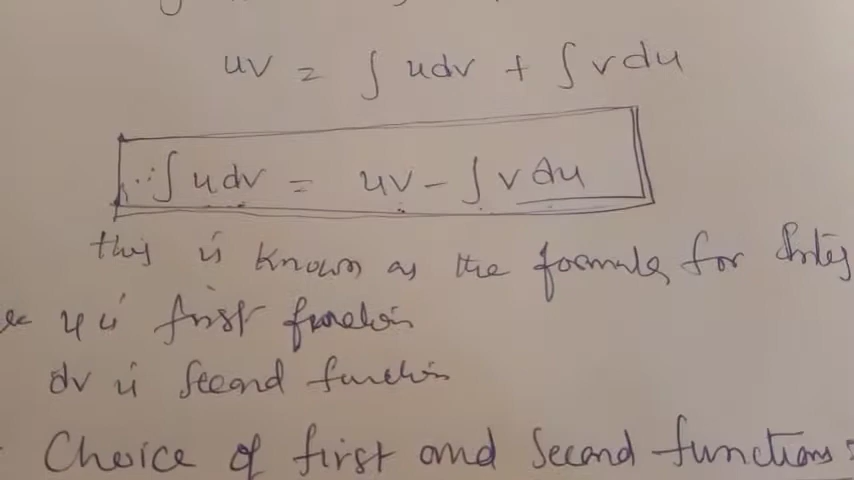 uv = ∫ udv + ∫ vdu
∴ ∫ udv = uv - ∫ v du
this is known as the formula for
u is first function
dv is second function
Choice of first and second functions: